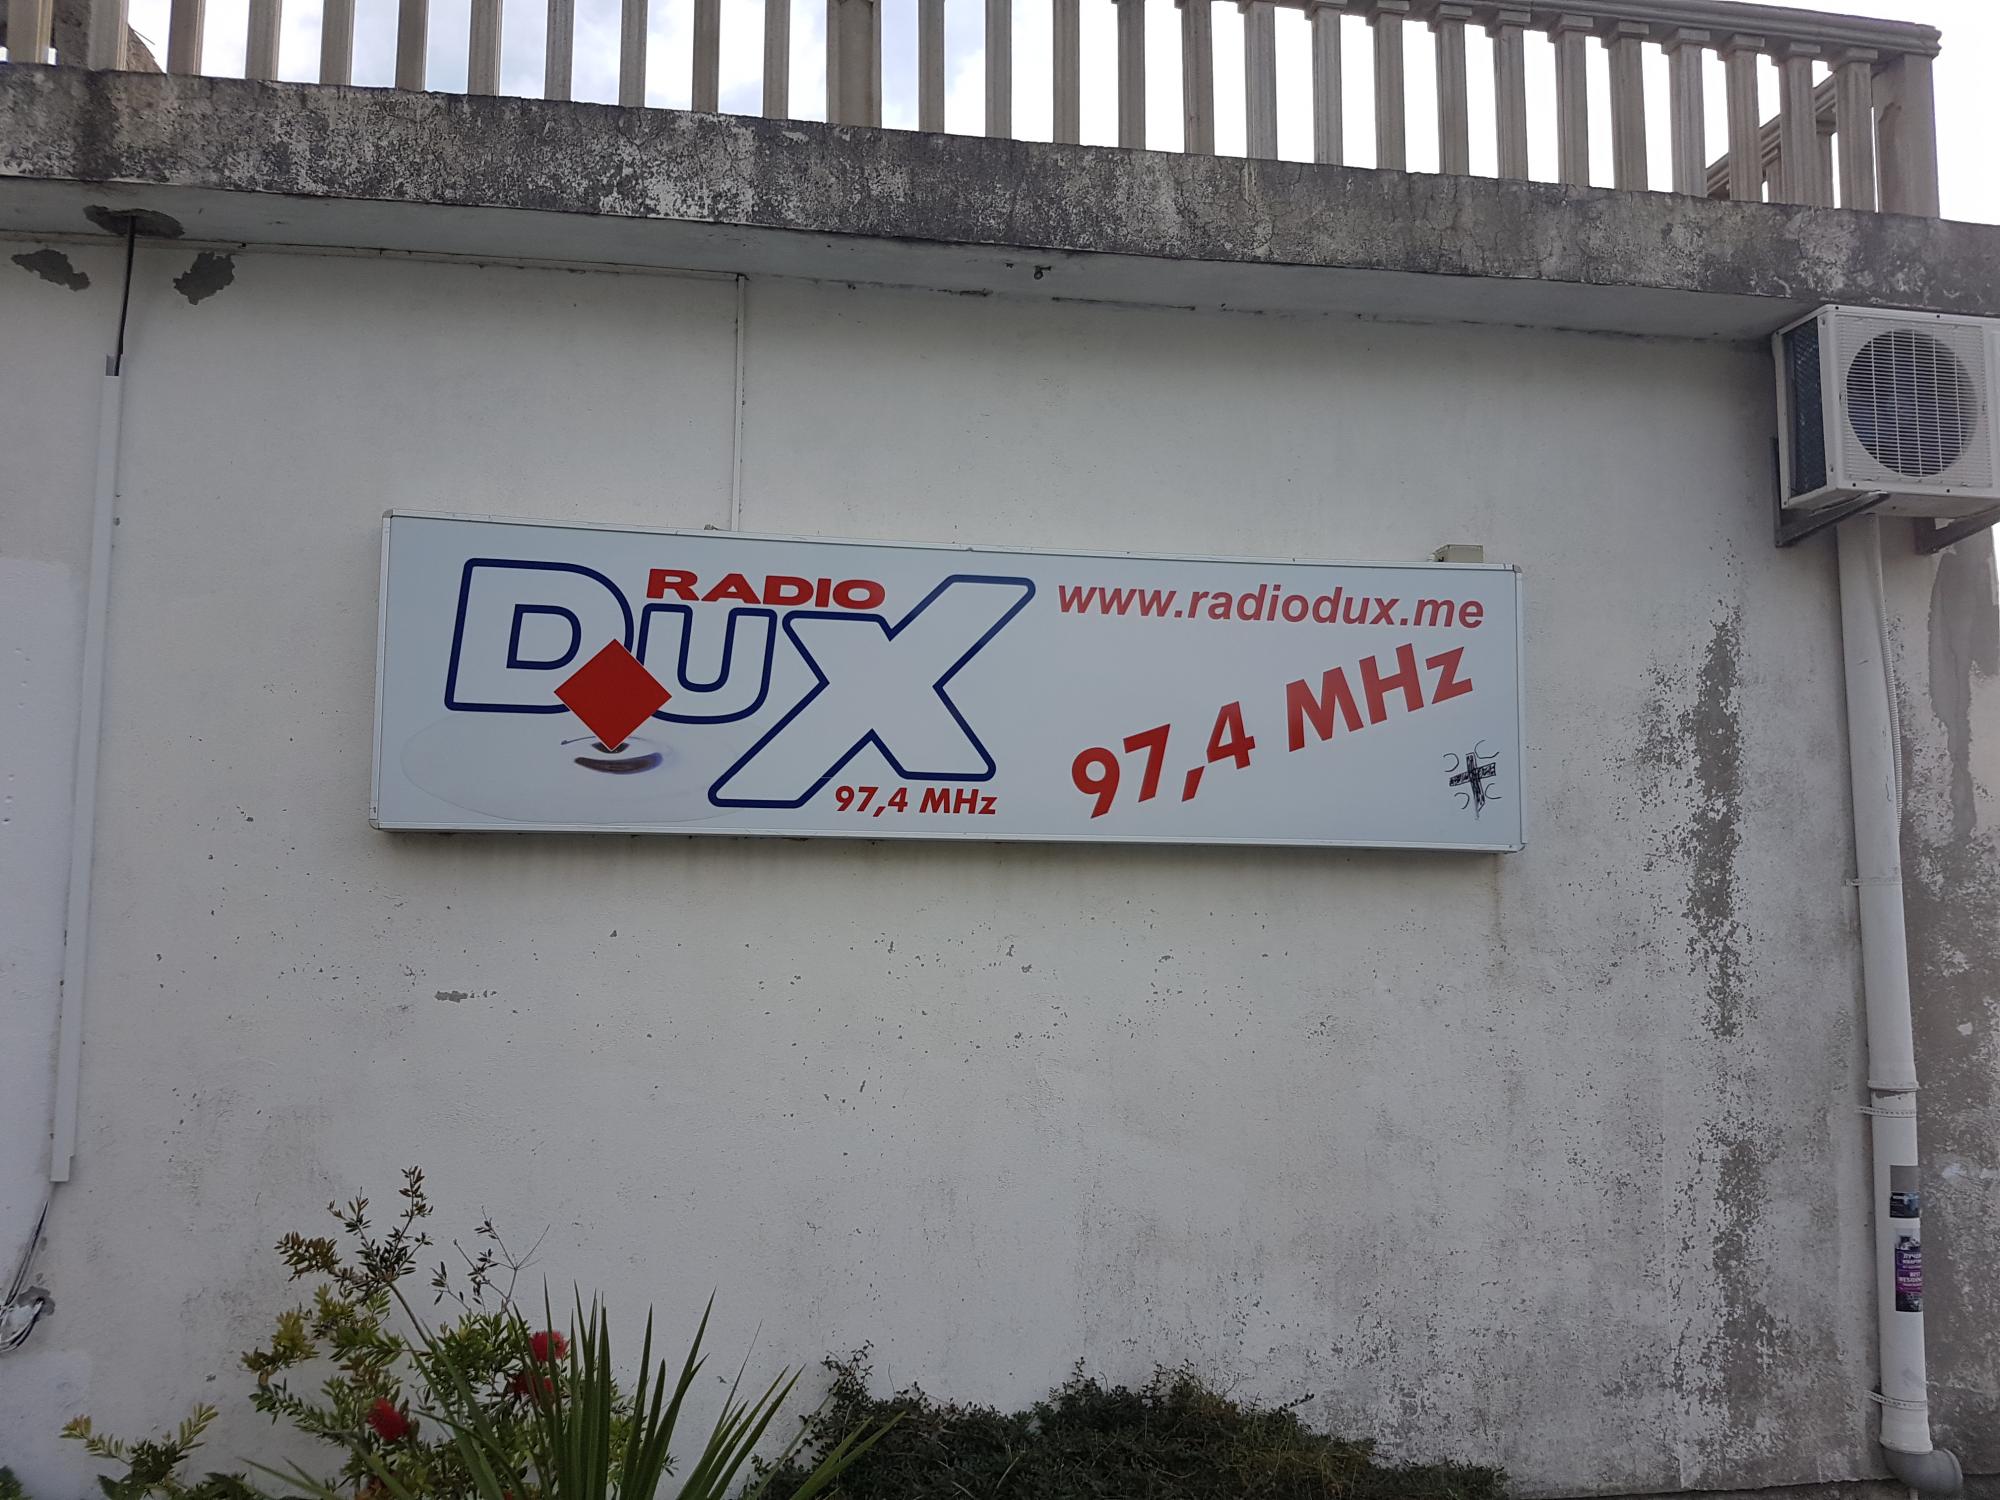 RADIO
DUX
97,4 MHz
www.radiodux.me
97,4 MHz